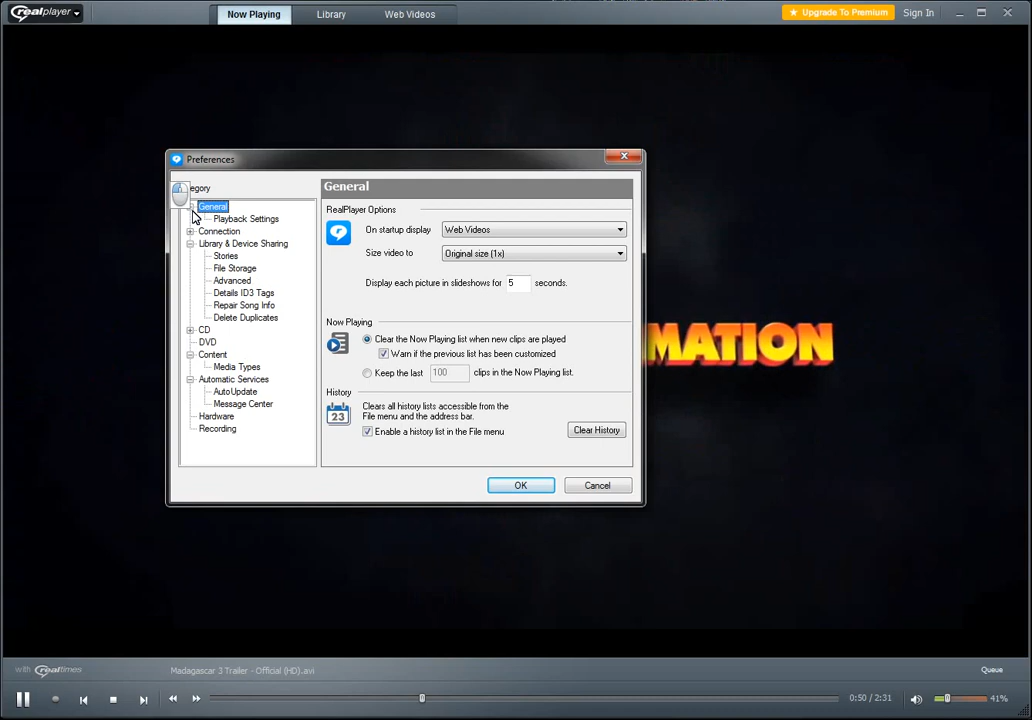 realplayer Now Playing Library Web Videos ★ Upgrade To Premium Sign In
Preferences
egory
General
Playback Settings
Connection
Library & Device Sharing
Stories
File Storage
Advanced
Details ID3 Tags
Repair Song Info
Delete Duplicates
CD
DVD
Content
Media Types
Automatic Services
AutoUpdate
Message Center
Hardware
Recording
General
RealPlayer Options
On startup display Web Videos
Size video to Original size (1x)
Display each picture in slideshows for 5 seconds.
Now Playing
Clear the Now Playing list when new clips are played
Warn if the previous list has been customized
Keep the last 100 clips in the Now Playing list.
History
Clears all history lists accessible from the
File menu and the address bar.
23
Enable a history list in the File menu Clear History
OK Cancel
MATION
with realtimes Madagascar 3 Trailer - Official (HD).avi Queue
0:50 / 2:31 41%